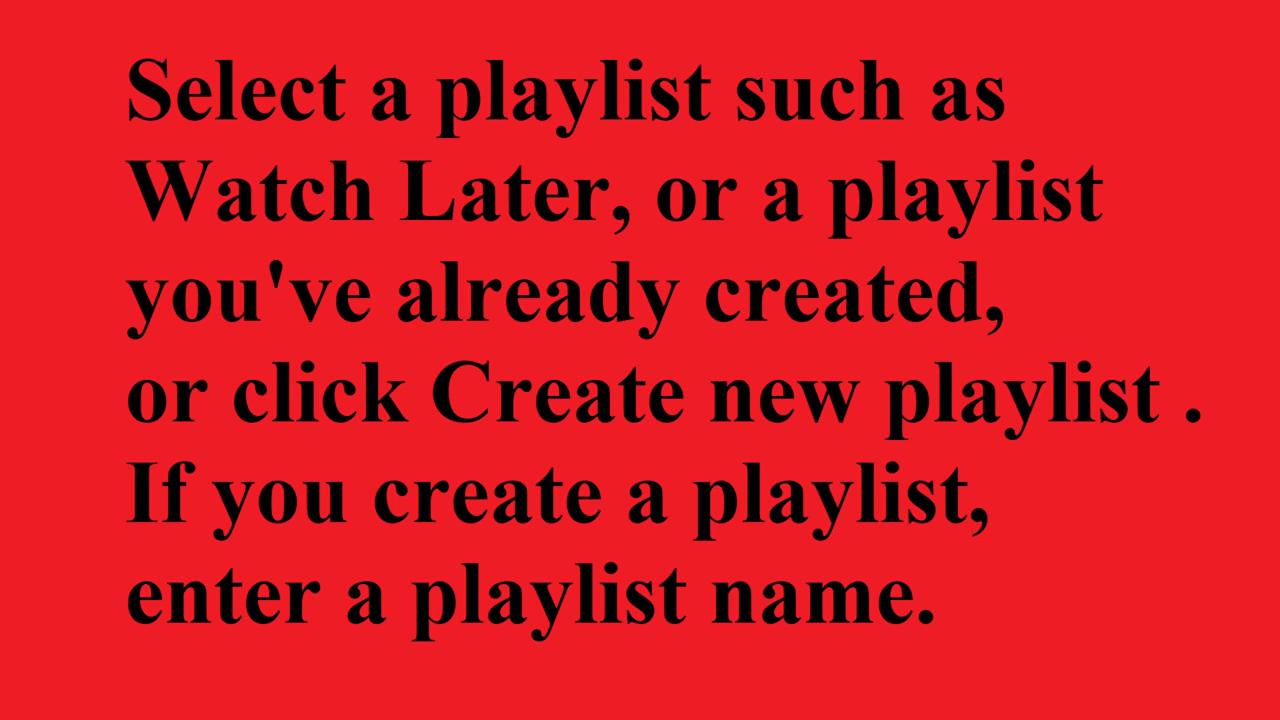 Select a playlist such as
Watch Later, or a playlist
you've already created,
or click Create new playlist .
If you create a playlist,
enter a playlist name.